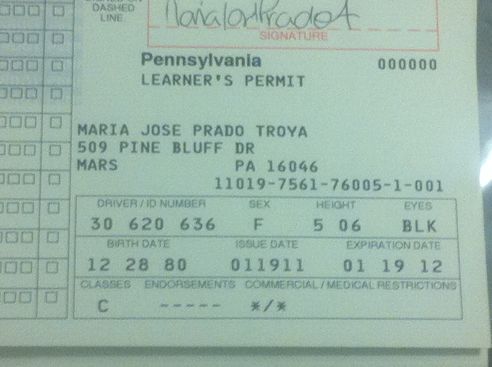 DASHED
LINE.
SIGNATURE
Pennsylvania 000000
LEARNER'S PERMIT
MARIA JOSE PRADO TROYA
509 PINE BLUFF DR
MARS PA 16046
11019-7561-76005-1-001
DRIVER / ID NUMBER SEX HEIGHT EYES
30 620 636 F 5 06 BLK
BIRTH DATE ISSUE DATE EXPIRATION DATE
12 28 80 011911 01 19 12
CLASSES ENDORSEMENTS COMMERCIAL / MEDICAL RESTRICTIONS
C ----- */*